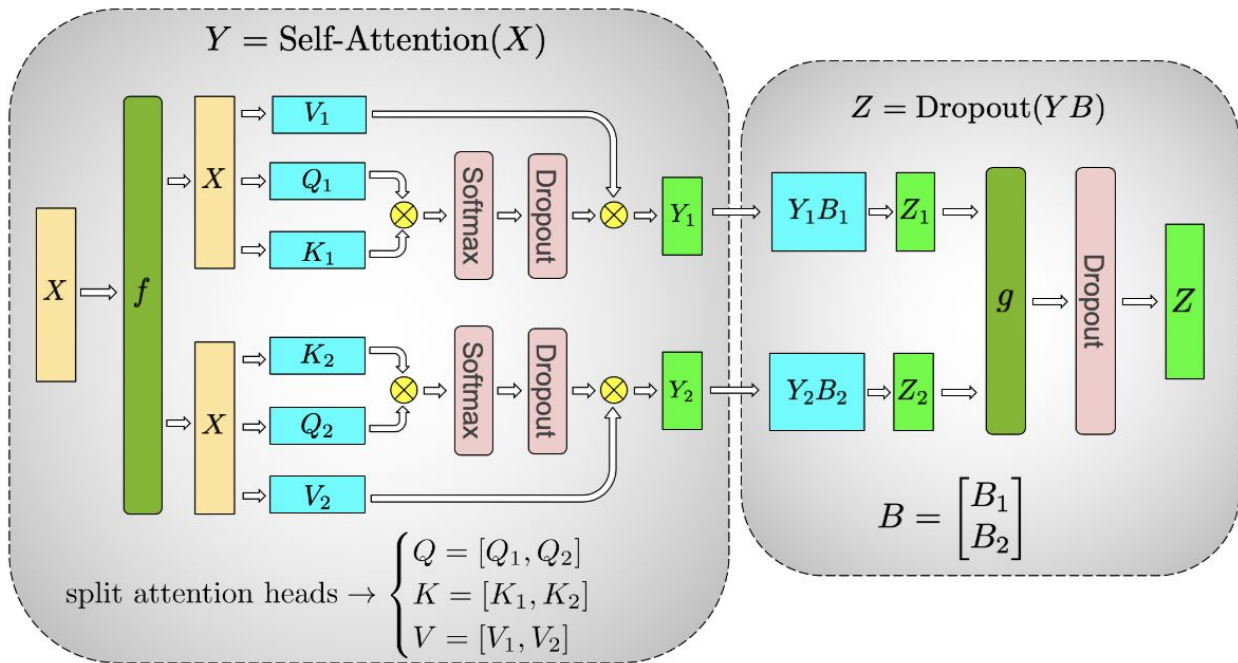 Y = Self-Attention(X)
Z = Dropout(YB)
X
f
X
V₁
Q₁
K₁
Softmax
Dropout
Y₁
Y₁B₁
Z₁
X
K₂
Q₂
V₂
Softmax
Dropout
Y₂
Y₂B₂
Z₂
g
Dropout
Z
split attention heads → { Q = [Q₁, Q₂]
K = [K₁, K₂]
V = [V₁, V₂]
B = [B₁
B₂]